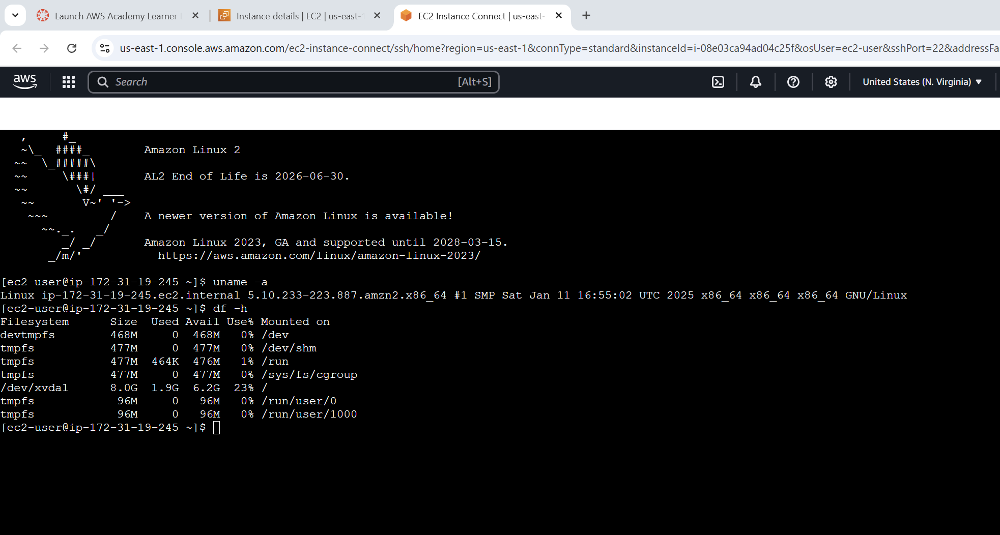 Launch AWS Academy Learner
Instance details | EC2 | us-east-1
EC2 Instance Connect | us-east-
us-east-1.console.aws.amazon.com/ec2-instance-connect/ssh/home?region=us-east-1&connType=standard&instanceId=i-08e03ca94ad04c25f&osUser=ec2-user&sshPort=22&addressFa
aws
Search
[Alt+S]
United States (N. Virginia)
   ,     #_
   ~\_  ####_        Amazon Linux 2
  ~~  \_#####\
  ~~     \###|       AL2 End of Life is 2026-06-30.
  ~~       \#/ ___
   ~~       V~' '->
    ~~~         /    A newer version of Amazon Linux is available!
      ~~._.   _/
         _/ _/       Amazon Linux 2023, GA and supported until 2028-03-15.
       _/m/'           https://aws.amazon.com/linux/amazon-linux-2023/
[ec2-user@ip-172-31-19-245 ~]$ uname -a
Linux ip-172-31-19-245.ec2.internal 5.10.233-223.887.amzn2.x86_64 #1 SMP Sat Jan 11 16:55:02 UTC 2025 x86_64 x86_64 x86_64 GNU/Linux
[ec2-user@ip-172-31-19-245 ~]$ df -h
Filesystem      Size  Used Avail Use% Mounted on
devtmpfs        468M     0  468M   0% /dev
tmpfs           477M     0  477M   0% /dev/shm
tmpfs           477M  464K  476M   1% /run
tmpfs           477M     0  477M   0% /sys/fs/cgroup
/dev/xvda1      8.0G  1.9G  6.2G  23% /
tmpfs            96M     0   96M   0% /run/user/0
tmpfs            96M     0   96M   0% /run/user/1000
[ec2-user@ip-172-31-19-245 ~]$